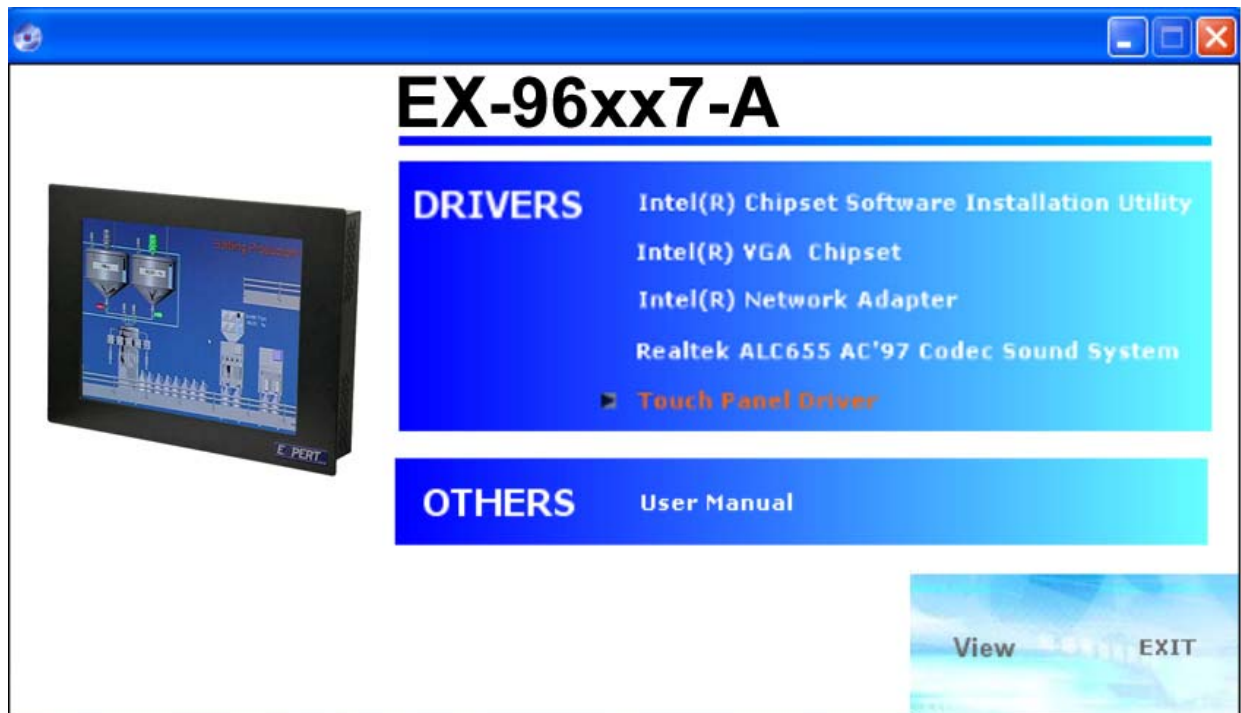 EX-96xx7-A
DRIVERS
Intel(R) Chipset Software Installation Utility
Intel(R) VGA Chipset
Intel(R) Network Adapter
Realtek ALC655 AC'97 Codec Sound System
Touch Panel Driver
E PERT
OTHERS
User Manual
View
EXIT